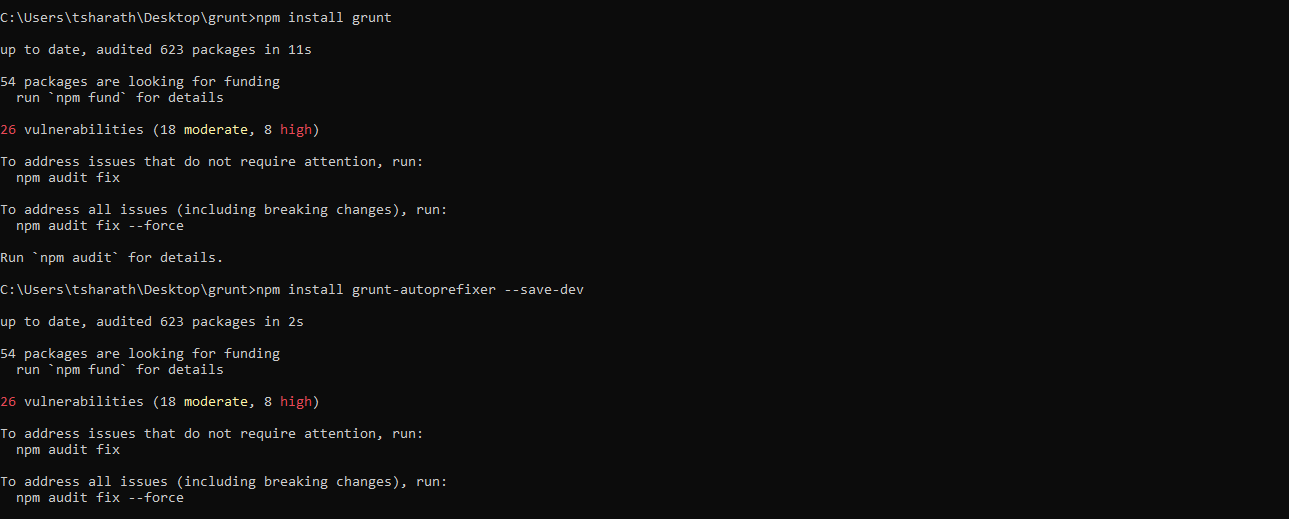 C:\Users\tsharath\Desktop\grunt>npm install grunt
up to date, audited 623 packages in 11s
54 packages are looking for funding
  run `npm fund` for details
26 vulnerabilities (18 moderate, 8 high)
To address issues that do not require attention, run:
  npm audit fix
To address all issues (including breaking changes), run:
  npm audit fix --force
Run `npm audit` for details.
C:\Users\tsharath\Desktop\grunt>npm install grunt-autoprefixer --save-dev
up to date, audited 623 packages in 2s
54 packages are looking for funding
  run `npm fund` for details
26 vulnerabilities (18 moderate, 8 high)
To address issues that do not require attention, run:
  npm audit fix
To address all issues (including breaking changes), run:
  npm audit fix --force